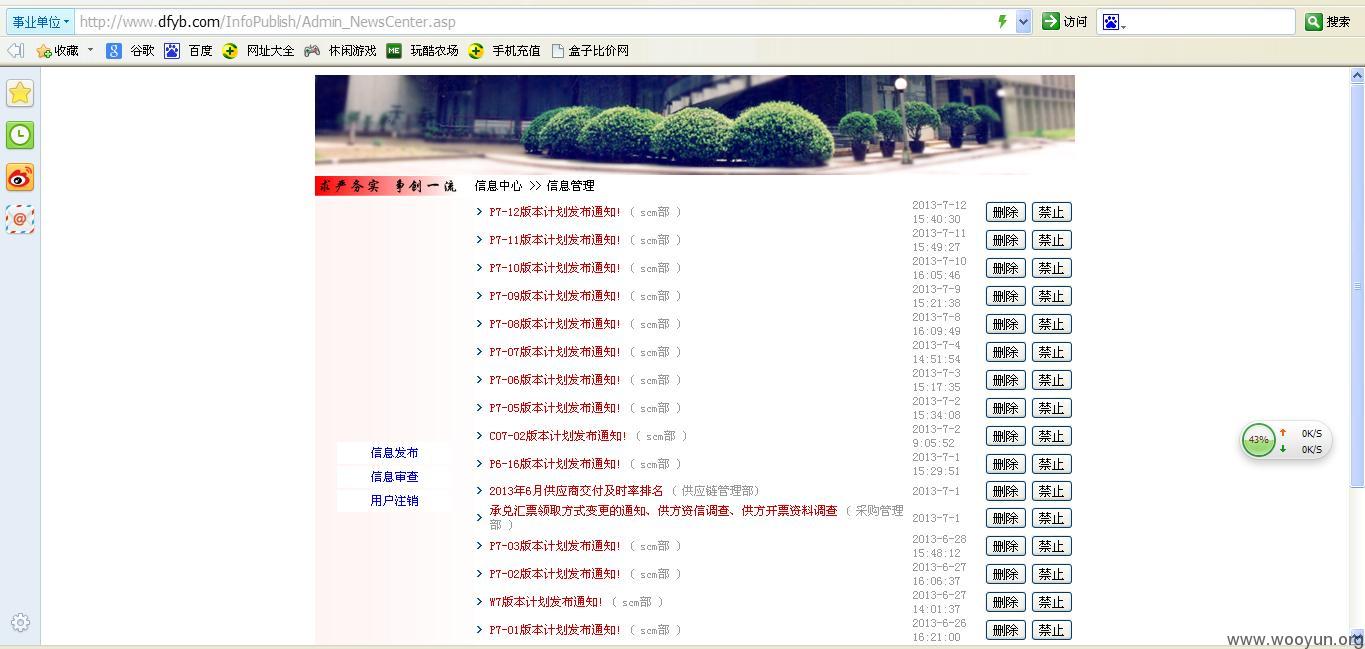 事业单位 http://www.dfyb.com/InfoPublish/Admin_NewsCenter.asp 访问 搜索
收藏 谷歌 百度 网址大全 休闲游戏 ME 玩酷农场 手机充值 盒子比价网
求严务实 争创一流 信息中心 >> 信息管理
P7-12版本计划发布通知! ( scm部 ) 2013-7-12 15:40:30 删除 禁止
P7-11版本计划发布通知! ( scm部 ) 2013-7-11 15:49:27 删除 禁止
P7-10版本计划发布通知! ( scm部 ) 2013-7-10 16:05:46 删除 禁止
P7-09版本计划发布通知! ( scm部 ) 2013-7-9 15:21:38 删除 禁止
P7-08版本计划发布通知! ( scm部 ) 2013-7-8 16:09:49 删除 禁止
P7-07版本计划发布通知! ( scm部 ) 2013-7-4 14:51:54 删除 禁止
P7-06版本计划发布通知! ( scm部 ) 2013-7-3 15:17:35 删除 禁止
P7-05版本计划发布通知! ( scm部 ) 2013-7-2 15:34:08 删除 禁止
C07-02版本计划发布通知! ( scm部 ) 2013-7-2 9:05:52 删除 禁止
P6-16版本计划发布通知! ( scm部 ) 2013-7-1 15:29:51 删除 禁止
2013年6月供应商交付及时率排名 ( 供应链管理部) 2013-7-1 删除 禁止
承兑汇票领取方式变更的通知、供方资信调查、供方开票资料调查 ( 采购管理部 ) 2013-7-1 删除 禁止
P7-03版本计划发布通知! ( scm部 ) 2013-6-28 15:48:12 删除 禁止
P7-02版本计划发布通知! ( scm部 ) 2013-6-27 16:06:37 删除 禁止
W7版本计划发布通知! ( scm部 ) 2013-6-27 14:01:37 删除 禁止
P7-01版本计划发布通知! ( scm部 ) 2013-6-26 16:21:00 删除 禁止
信息发布
信息审查
用户注销
43% 0K/S
0K/S
www.wooyun.org